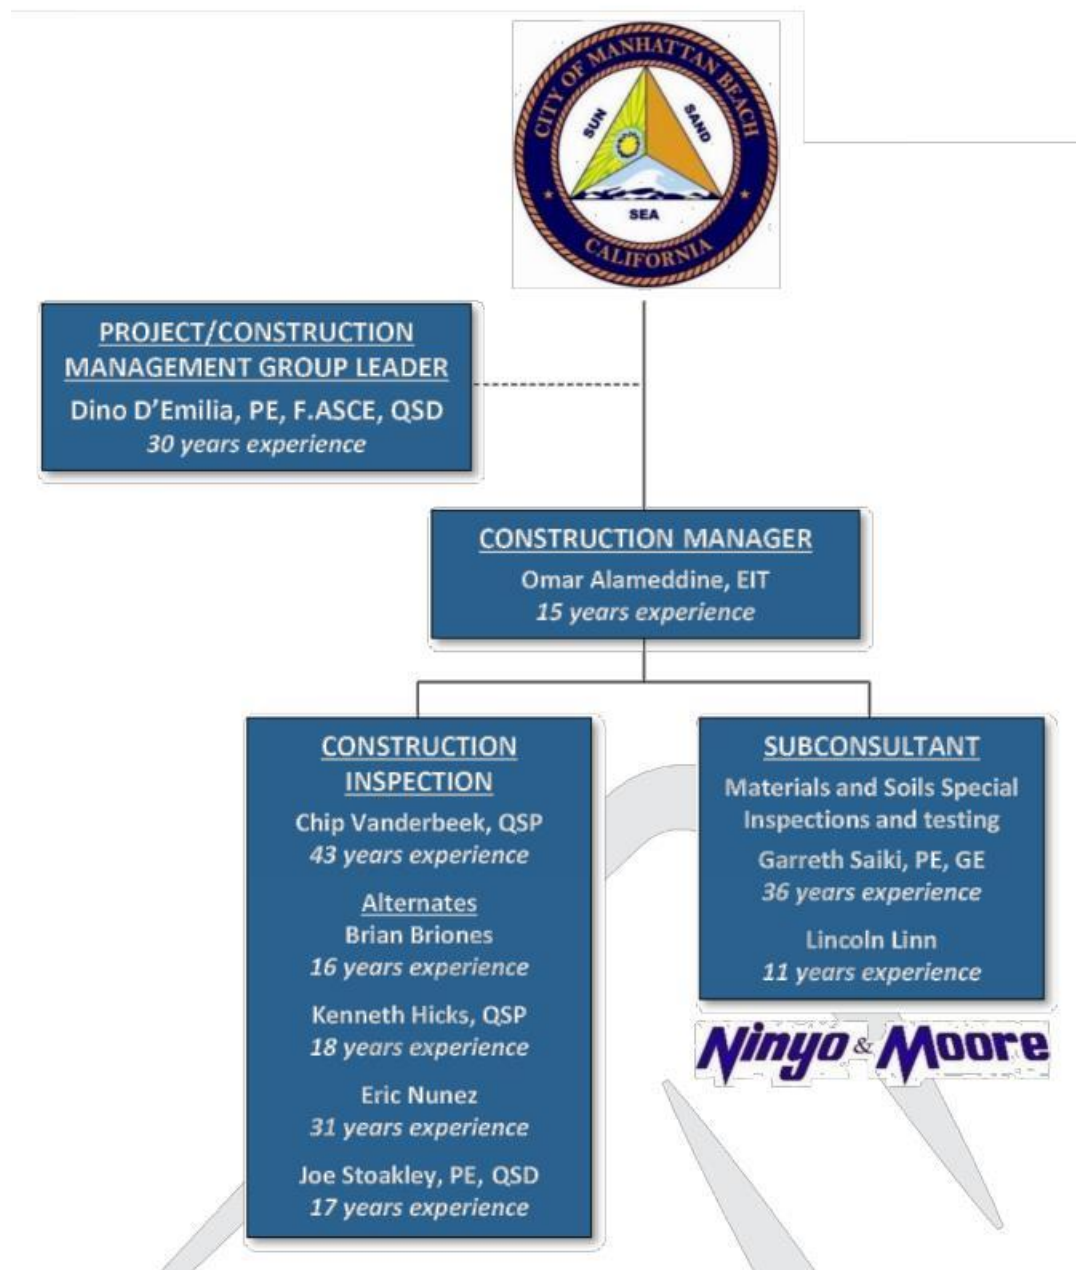 CITY OF MANHATTAN BEACH
SUN
SAND
SEA
CALIFORNIA
PROJECT/CONSTRUCTION
MANAGEMENT GROUP LEADER
Dino D’Emilia, PE, F.ASCE, QSD
30 years experience
CONSTRUCTION MANAGER
Omar Alameddine, EIT
15 years experience
CONSTRUCTION
INSPECTION
Chip Vanderbeek, QSP
43 years experience
Alternates
Brian Briones
16 years experience
Kenneth Hicks, QSP
18 years experience
Eric Nunez
31 years experience
Joe Stoakley, PE, QSD
17 years experience
SUBCONSULTANT
Materials and Soils Special
Inspections and testing
Garreth Saiki, PE, GE
36 years experience
Lincoln Linn
11 years experience
Ninyo & Moore